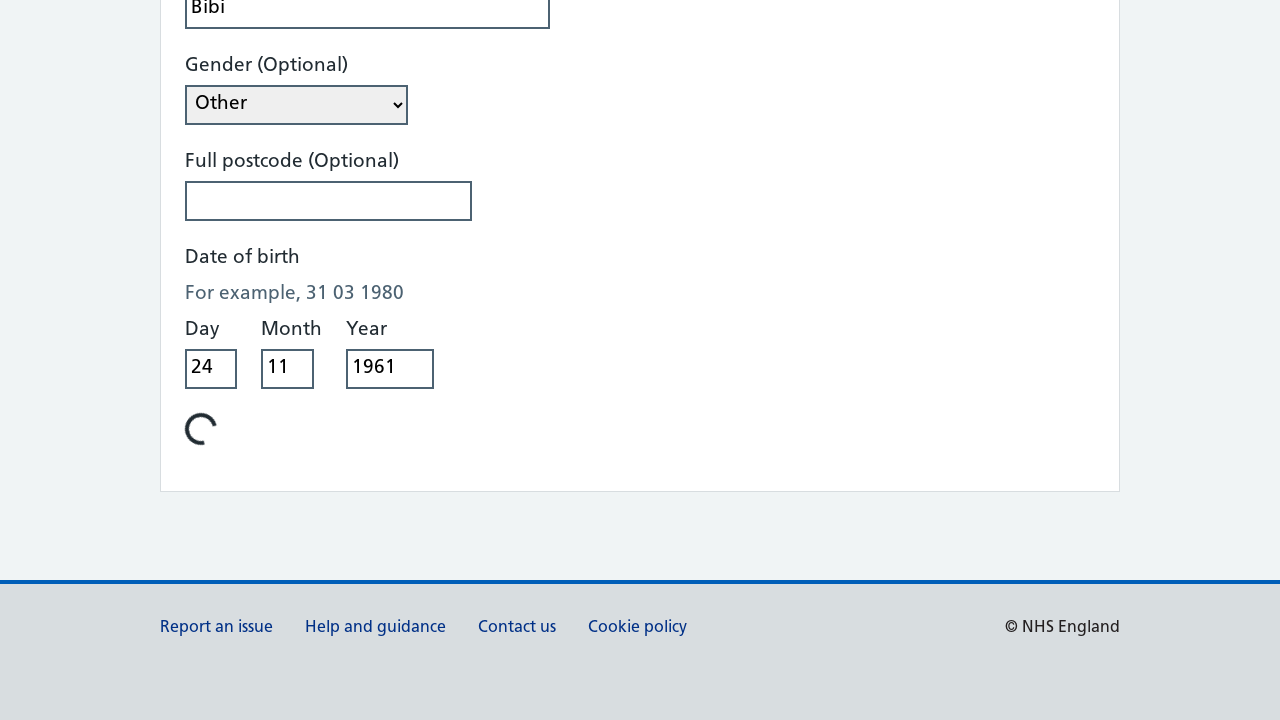 Bibi
Gender (Optional)
Other
Full postcode (Optional)
Date of birth
For example, 31 03 1980
Day Month Year
24 11 1961
Report an issue Help and guidance Contact us Cookie policy © NHS England